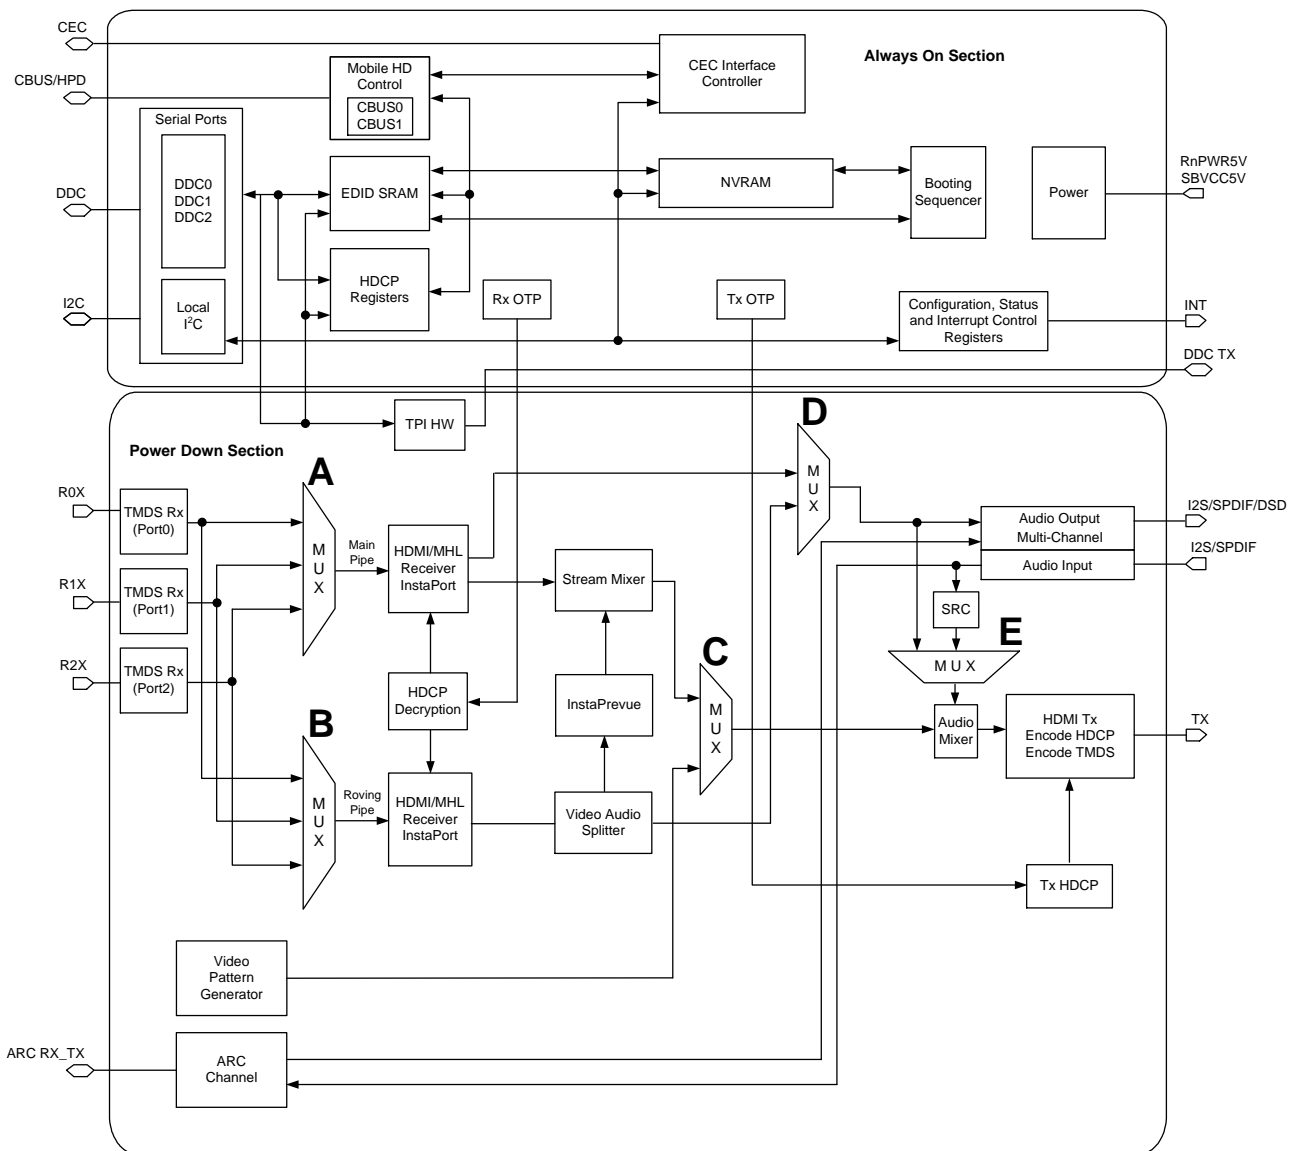 CEC
CBUS/HPD
DDC
I2C
Always On Section
Mobile HD
Control
CBUS0
CBUS1
CEC Interface
Controller
Serial Ports
DDC0
DDC1
DDC2
EDID SRAM
NVRAM
Booting
Sequencer
Power
RnPWR5V
SBVCC5V
HDCP
Registers
Rx OTP
Tx OTP
Local
I2C
Configuration, Status
and Interrupt Control
Registers
INT
DDC TX
TPI HW
Power Down Section
A
D
R0X
TMDS Rx
(Port0)
R1X
TMDS Rx
(Port1)
R2X
TMDS Rx
(Port2)
M
U
X
Main
Pipe
HDMI/MHL
Receiver
InstaPort
Stream Mixer
M
U
X
Audio Output
Multi-Channel
Audio Input
I2S/SPDIF/DSD
I2S/SPDIF
SRC
E
M U X
C
HDCP
Decryption
InstaPrevue
M
U
X
Audio
Mixer
HDMI Tx
Encode HDCP
Encode TMDS
TX
B
M
U
X
Roving
Pipe
HDMI/MHL
Receiver
InstaPort
Video Audio
Splitter
Tx HDCP
Video
Pattern
Generator
ARC RX_TX
ARC
Channel